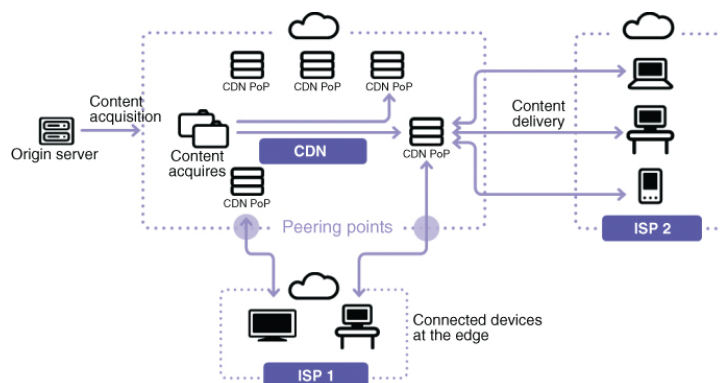 CDN PoP
CDN PoP
CDN PoP
Content
acquisition
Origin server
Content
acquires
CDN
CDN PoP
Content
delivery
CDN PoP
Peering points
ISP 2
Connected devices
at the edge
ISP 1